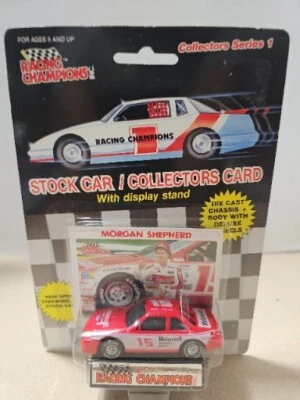 FOR AGES 5 AND UP
Collectors Series 1
RACING
CHAMPIONS
1
RACING CHAMPIONS
STOCK CAR / COLLECTORS CARD
With display stand
DIE CAST
CHASSIS +
BODY WITH
DELUXE
WHEELS
MORGAN SHEPHERD
15
RACING CHAMPIONS